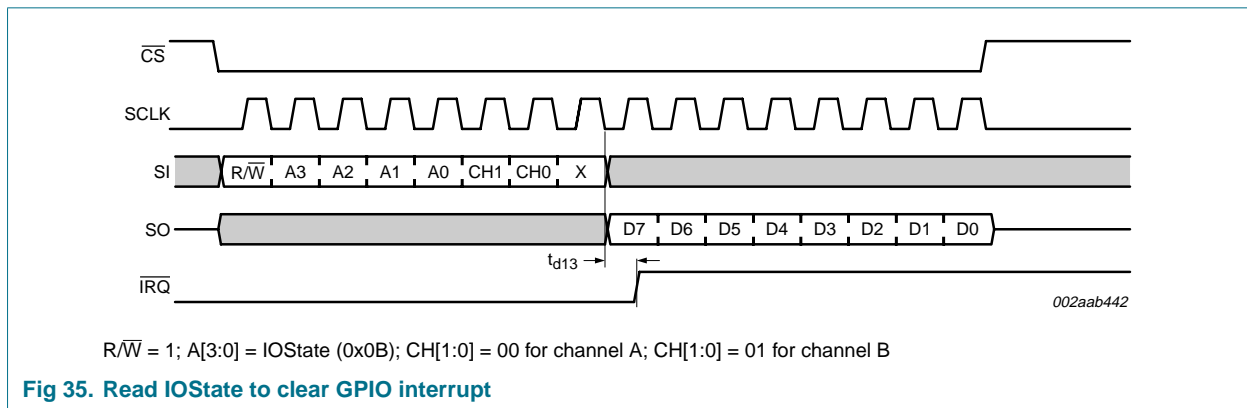 CS
SCLK
SI R/W A3 A2 A1 A0 CH1 CH0 X
SO D7 D6 D5 D4 D3 D2 D1 D0
td13
IRQ
002aab442
R/W = 1; A[3:0] = IOState (0x0B); CH[1:0] = 00 for channel A; CH[1:0] = 01 for channel B
Fig 35. Read IOState to clear GPIO interrupt